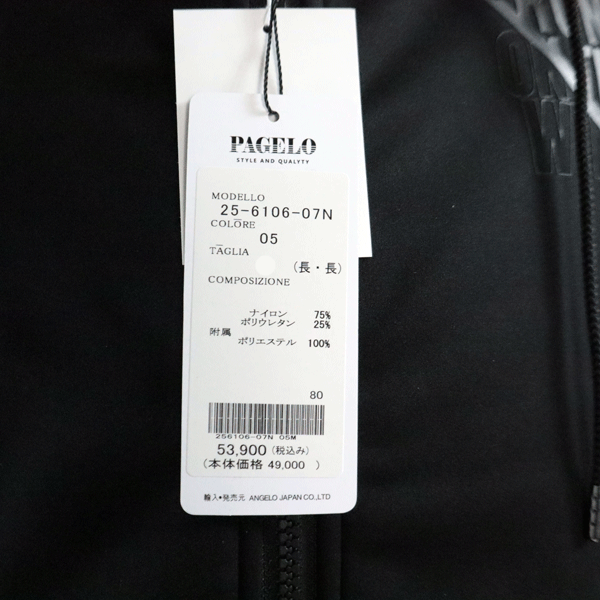 PAGELO
STYLE AND QUALYTY
MODELLO
25-6106-07N
COLORE
05
TAGLIA
(長・長)
COMPOSIZIONE
ナイロン 75%
ポリウレタン 25%
附属
ポリエステル 100%
80
256106-07N 05M
53,900 (税込み)
(本体価格 49,000 )
輸入・発売元 ANGELO JAPAN CO.,LTD
OW
W